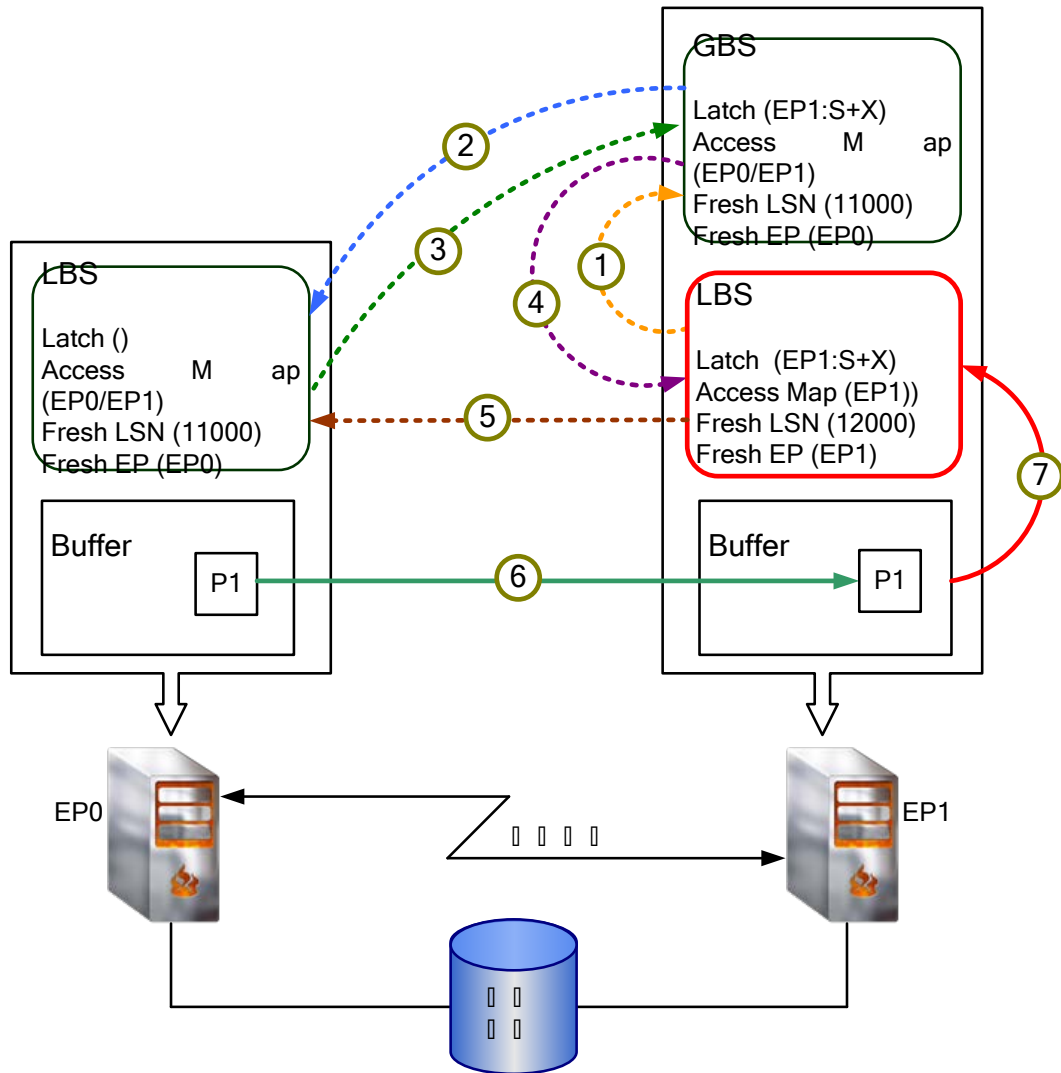 GBS
Latch (EP1:S+X)
Access M ap
(EP0/EP1)
Fresh LSN (11000)
Fresh EP (EP0)
2
3
1
4
LBS
Latch ()
Access M ap
(EP0/EP1)
Fresh LSN (11000)
Fresh EP (EP0)
LBS
Latch (EP1:S+X)
Access Map (EP1))
Fresh LSN (12000)
Fresh EP (EP1)
5
7
Buffer
P1
6
Buffer
P1
EP0
EP1